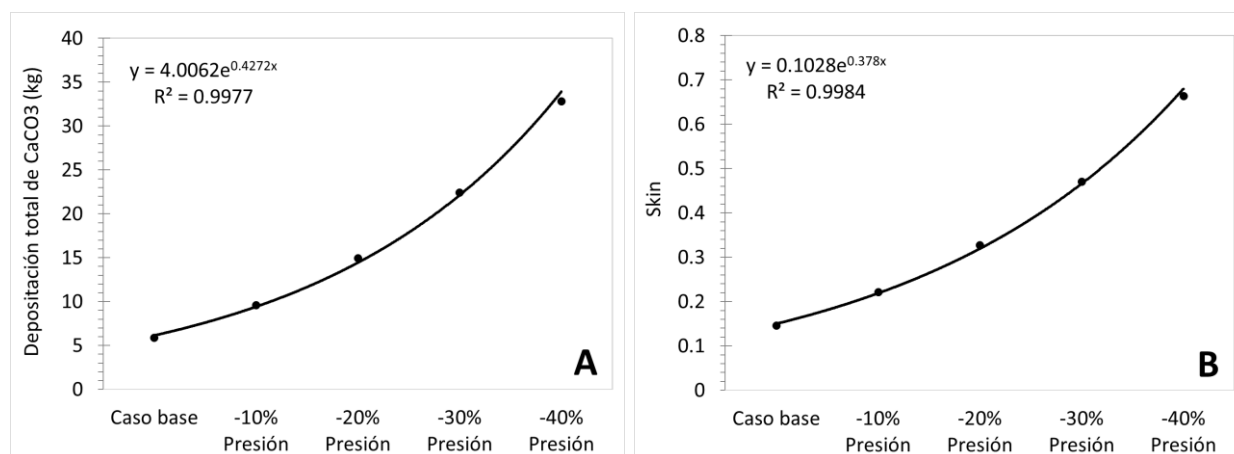 40
35
30
25
20
15
10
5
0
Depositación total de CaCO3 (kg)
y = 4.0062e^0.4272x
R² = 0.9977
A
Caso base
-10% Presión
-20% Presión
-30% Presión
-40% Presión
0.8
0.7
0.6
0.5
0.4
0.3
0.2
0.1
0
Skin
y = 0.1028e^0.378x
R² = 0.9984
B
Caso base
-10% Presión
-20% Presión
-30% Presión
-40% Presión